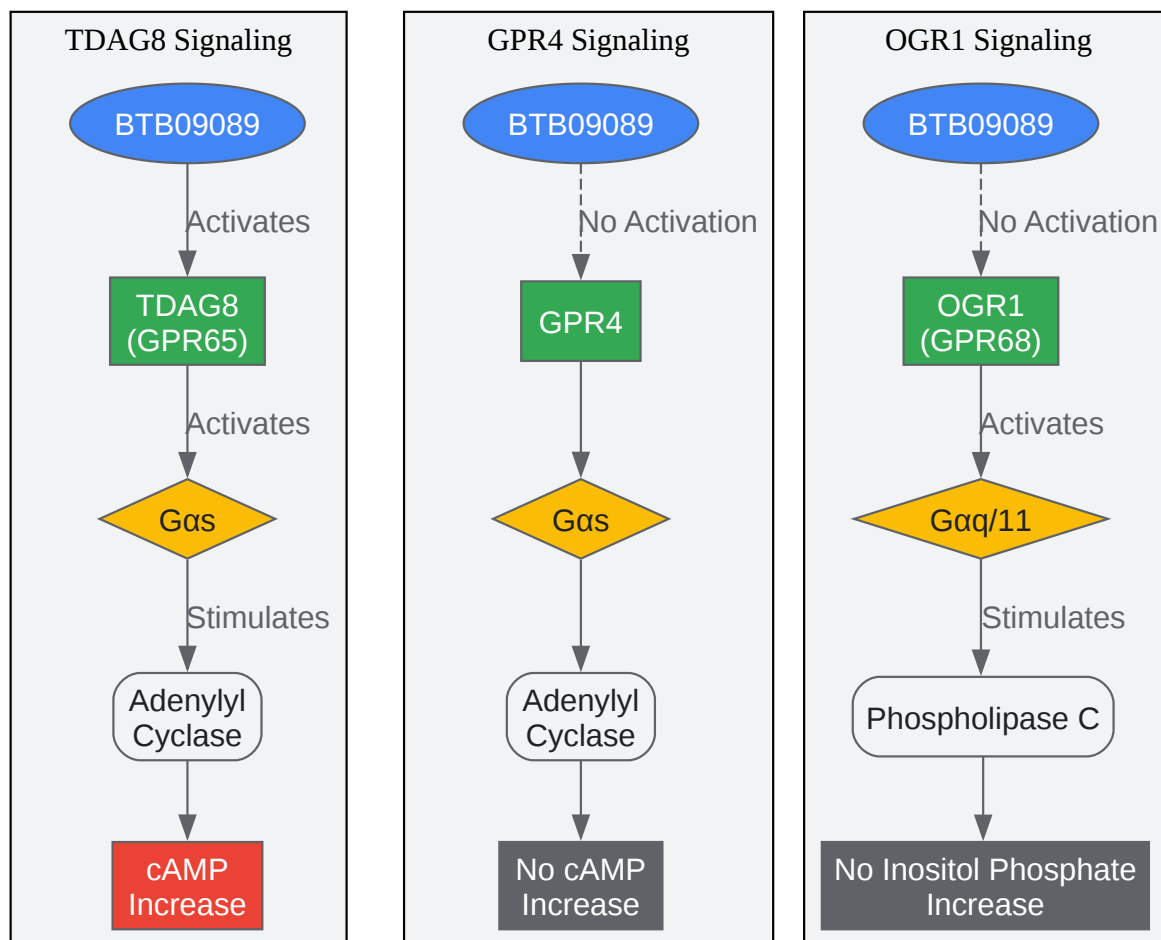 TDAG8 Signaling
BTB09089
Activates
TDAG8
(GPR65)
Activates
Gαs
Stimulates
Adenylyl
Cyclase
cAMP
Increase
GPR4 Signaling
BTB09089
No Activation
GPR4
Gαs
Adenylyl
Cyclase
No cAMP
Increase
OGR1 Signaling
BTB09089
No Activation
OGR1
(GPR68)
Activates
Gαq/11
Stimulates
Phospholipase C
No Inositol Phosphate
Increase